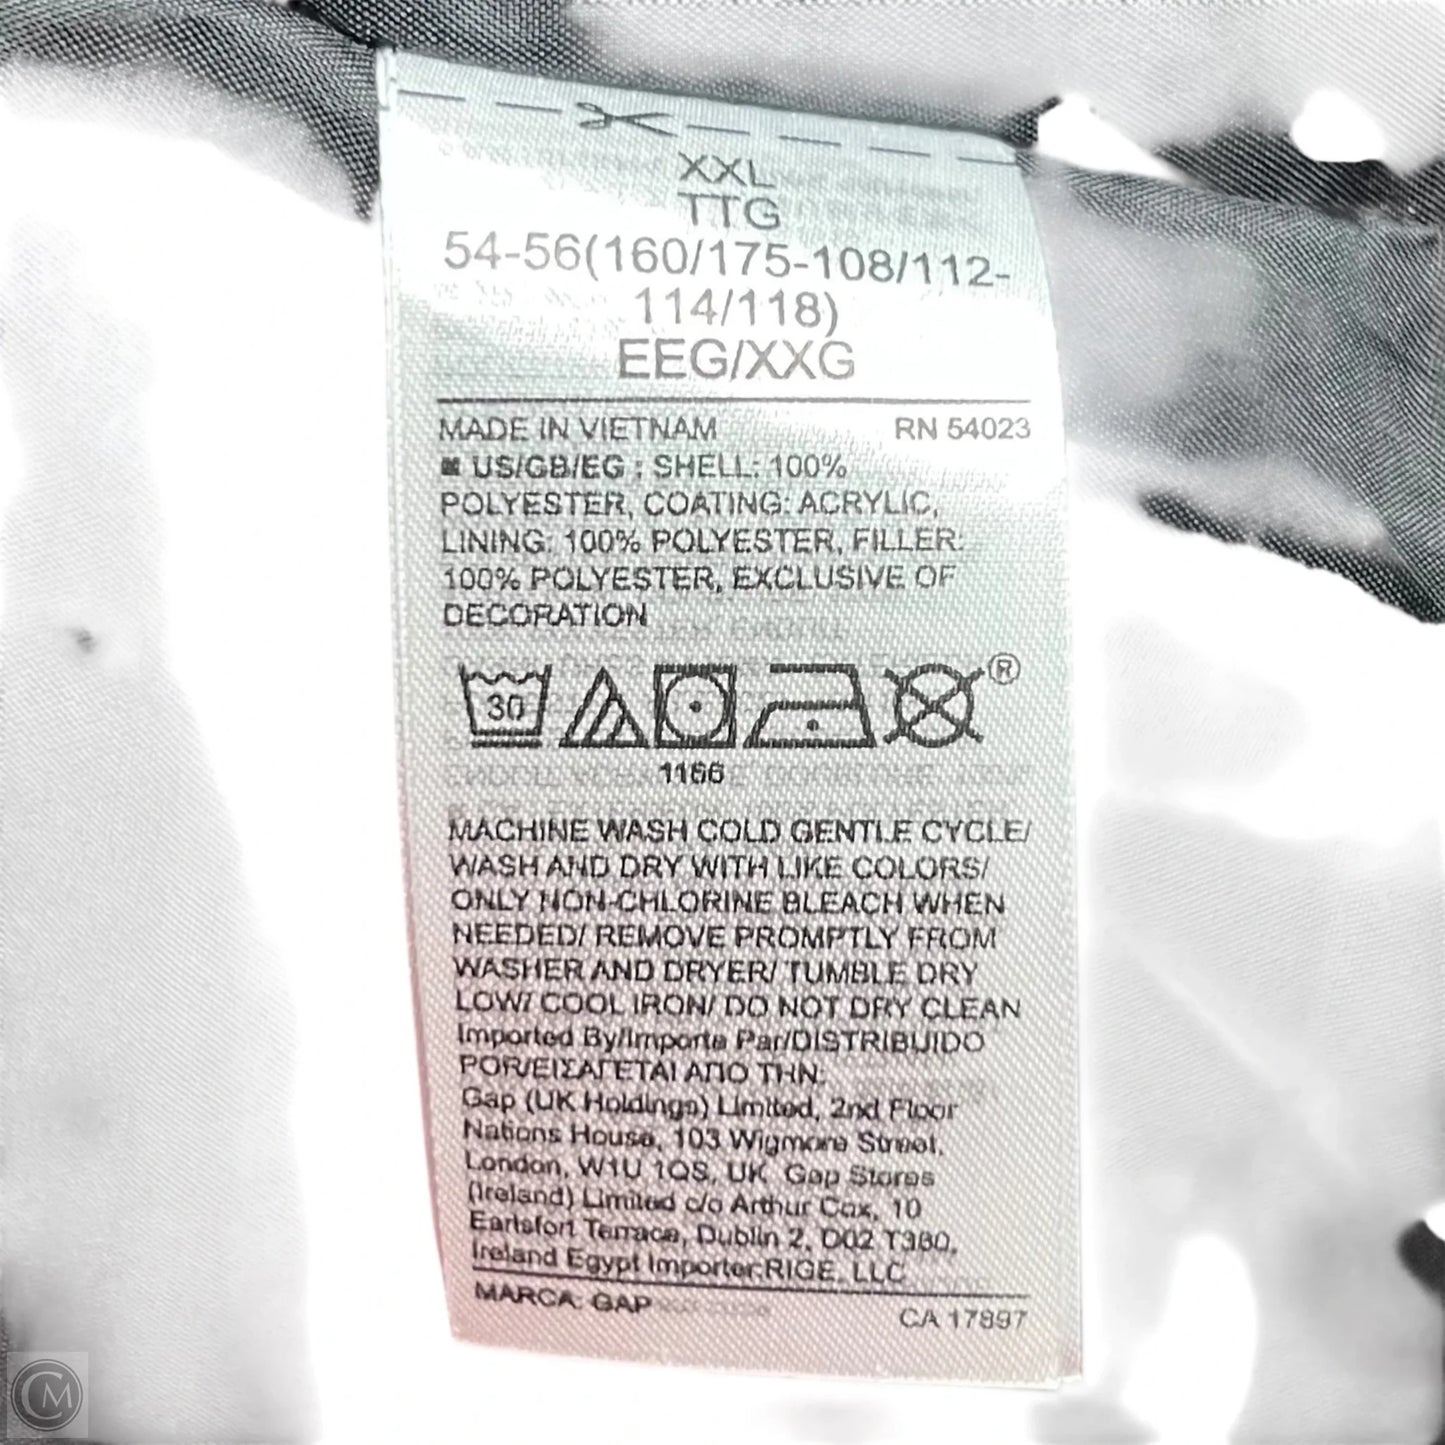 XXL
TTG
54-56(160/175-108/112-
114/118)
EEG/XXG
MADE IN VIETNAM RN 54023
US/GB/EG : SHELL: 100%
POLYESTER, COATING: ACRYLIC,
LINING: 100% POLYESTER, FILLER:
100% POLYESTER, EXCLUSIVE OF
DECORATION
30
®
1166
MACHINE WASH COLD GENTLE CYCLE/
WASH AND DRY WITH LIKE COLORS/
ONLY NON-CHLORINE BLEACH WHEN
NEEDED/ REMOVE PROMPTLY FROM
WASHER AND DRYER/ TUMBLE DRY
LOW/ COOL IRON/ DO NOT DRY CLEAN
Imported By/Importe Par/DISTRIBUIDO
POR/ΕΙΣΑΓΕΤΑΙ ΑΠΟ ΤΗΝ:
Gap (UK Holdings) Limited, 2nd Floor
Nations House, 103 Wigmore Street,
London, W1U 1QS, UK Gap Stores
(Ireland) Limited c/o Arthur Cox, 10
Earlsfort Terrace, Dublin 2, D02 T380,
Ireland Egypt Importer:RIGE, LLC
MARCA: GAP CA 17897
CM